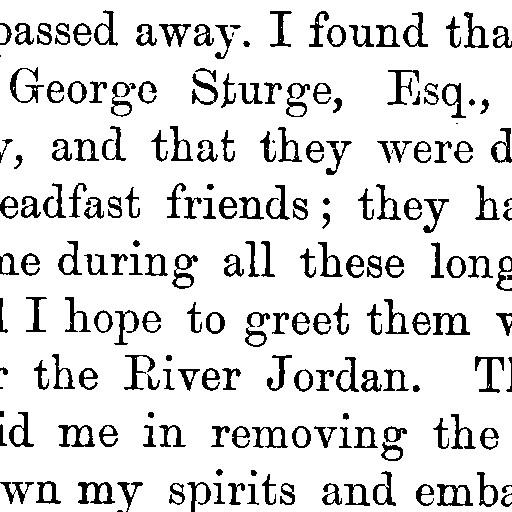 passed away. I found tha
George Sturge, Esq.,
y, and that they were d
eadfast friends; they ha
me during all these long
l I hope to greet them w
r the River Jordan. Th
id me in removing the
wn my spirits and emba